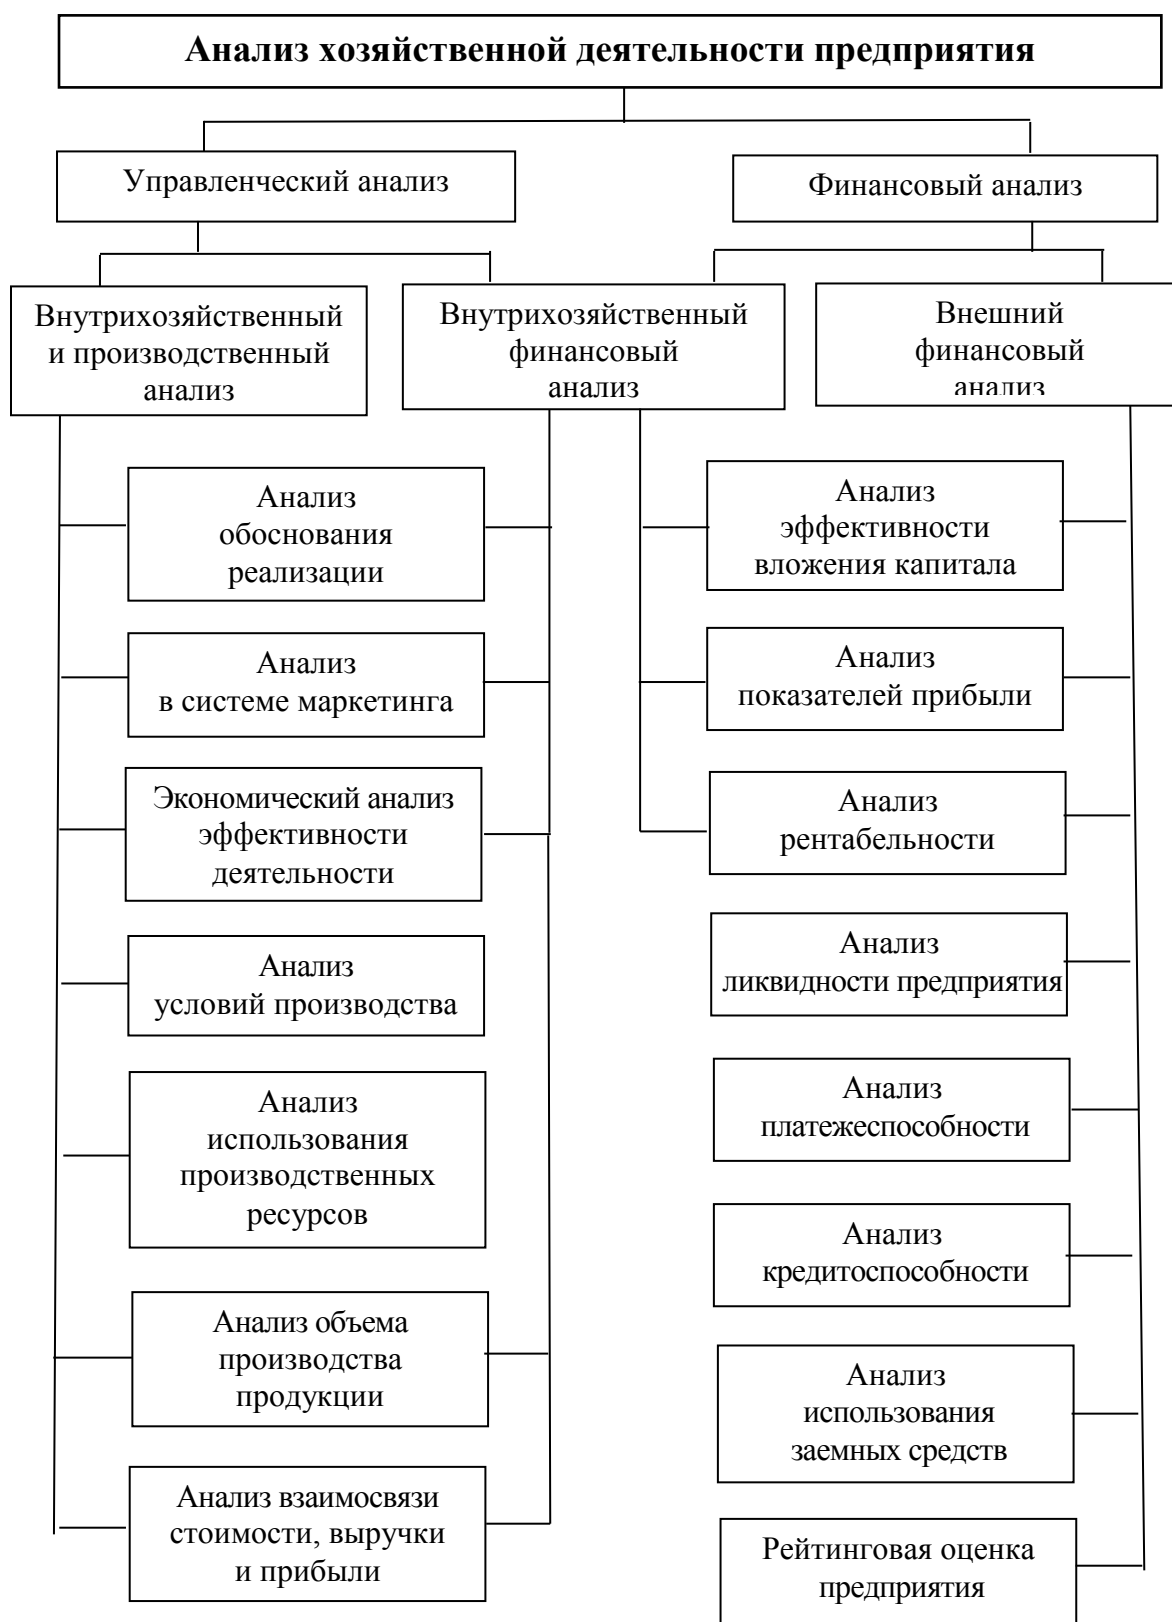 Анализ хозяйственной деятельности предприятия
Управленческий анализ
Финансовый анализ
Внутрихозяйственный
и производственный
анализ
Внутрихозяйственный
финансовый
анализ
Внешний
финансовый
анализ
Анализ
обоснования
реализации
Анализ
в системе маркетинга
Экономический анализ
эффективности
деятельности
Анализ
условий производства
Анализ
использования
производственных
ресурсов
Анализ объема
производства
продукции
Анализ взаимосвязи
стоимости, выручки
и прибыли
Анализ
эффективности
вложения капитала
Анализ
показателей прибыли
Анализ
рентабельности
Анализ
ликвидности предприятия
Анализ
платежеспособности
Анализ
кредитоспособности
Анализ
использования
заемных средств
Рейтинговая оценка
предприятия